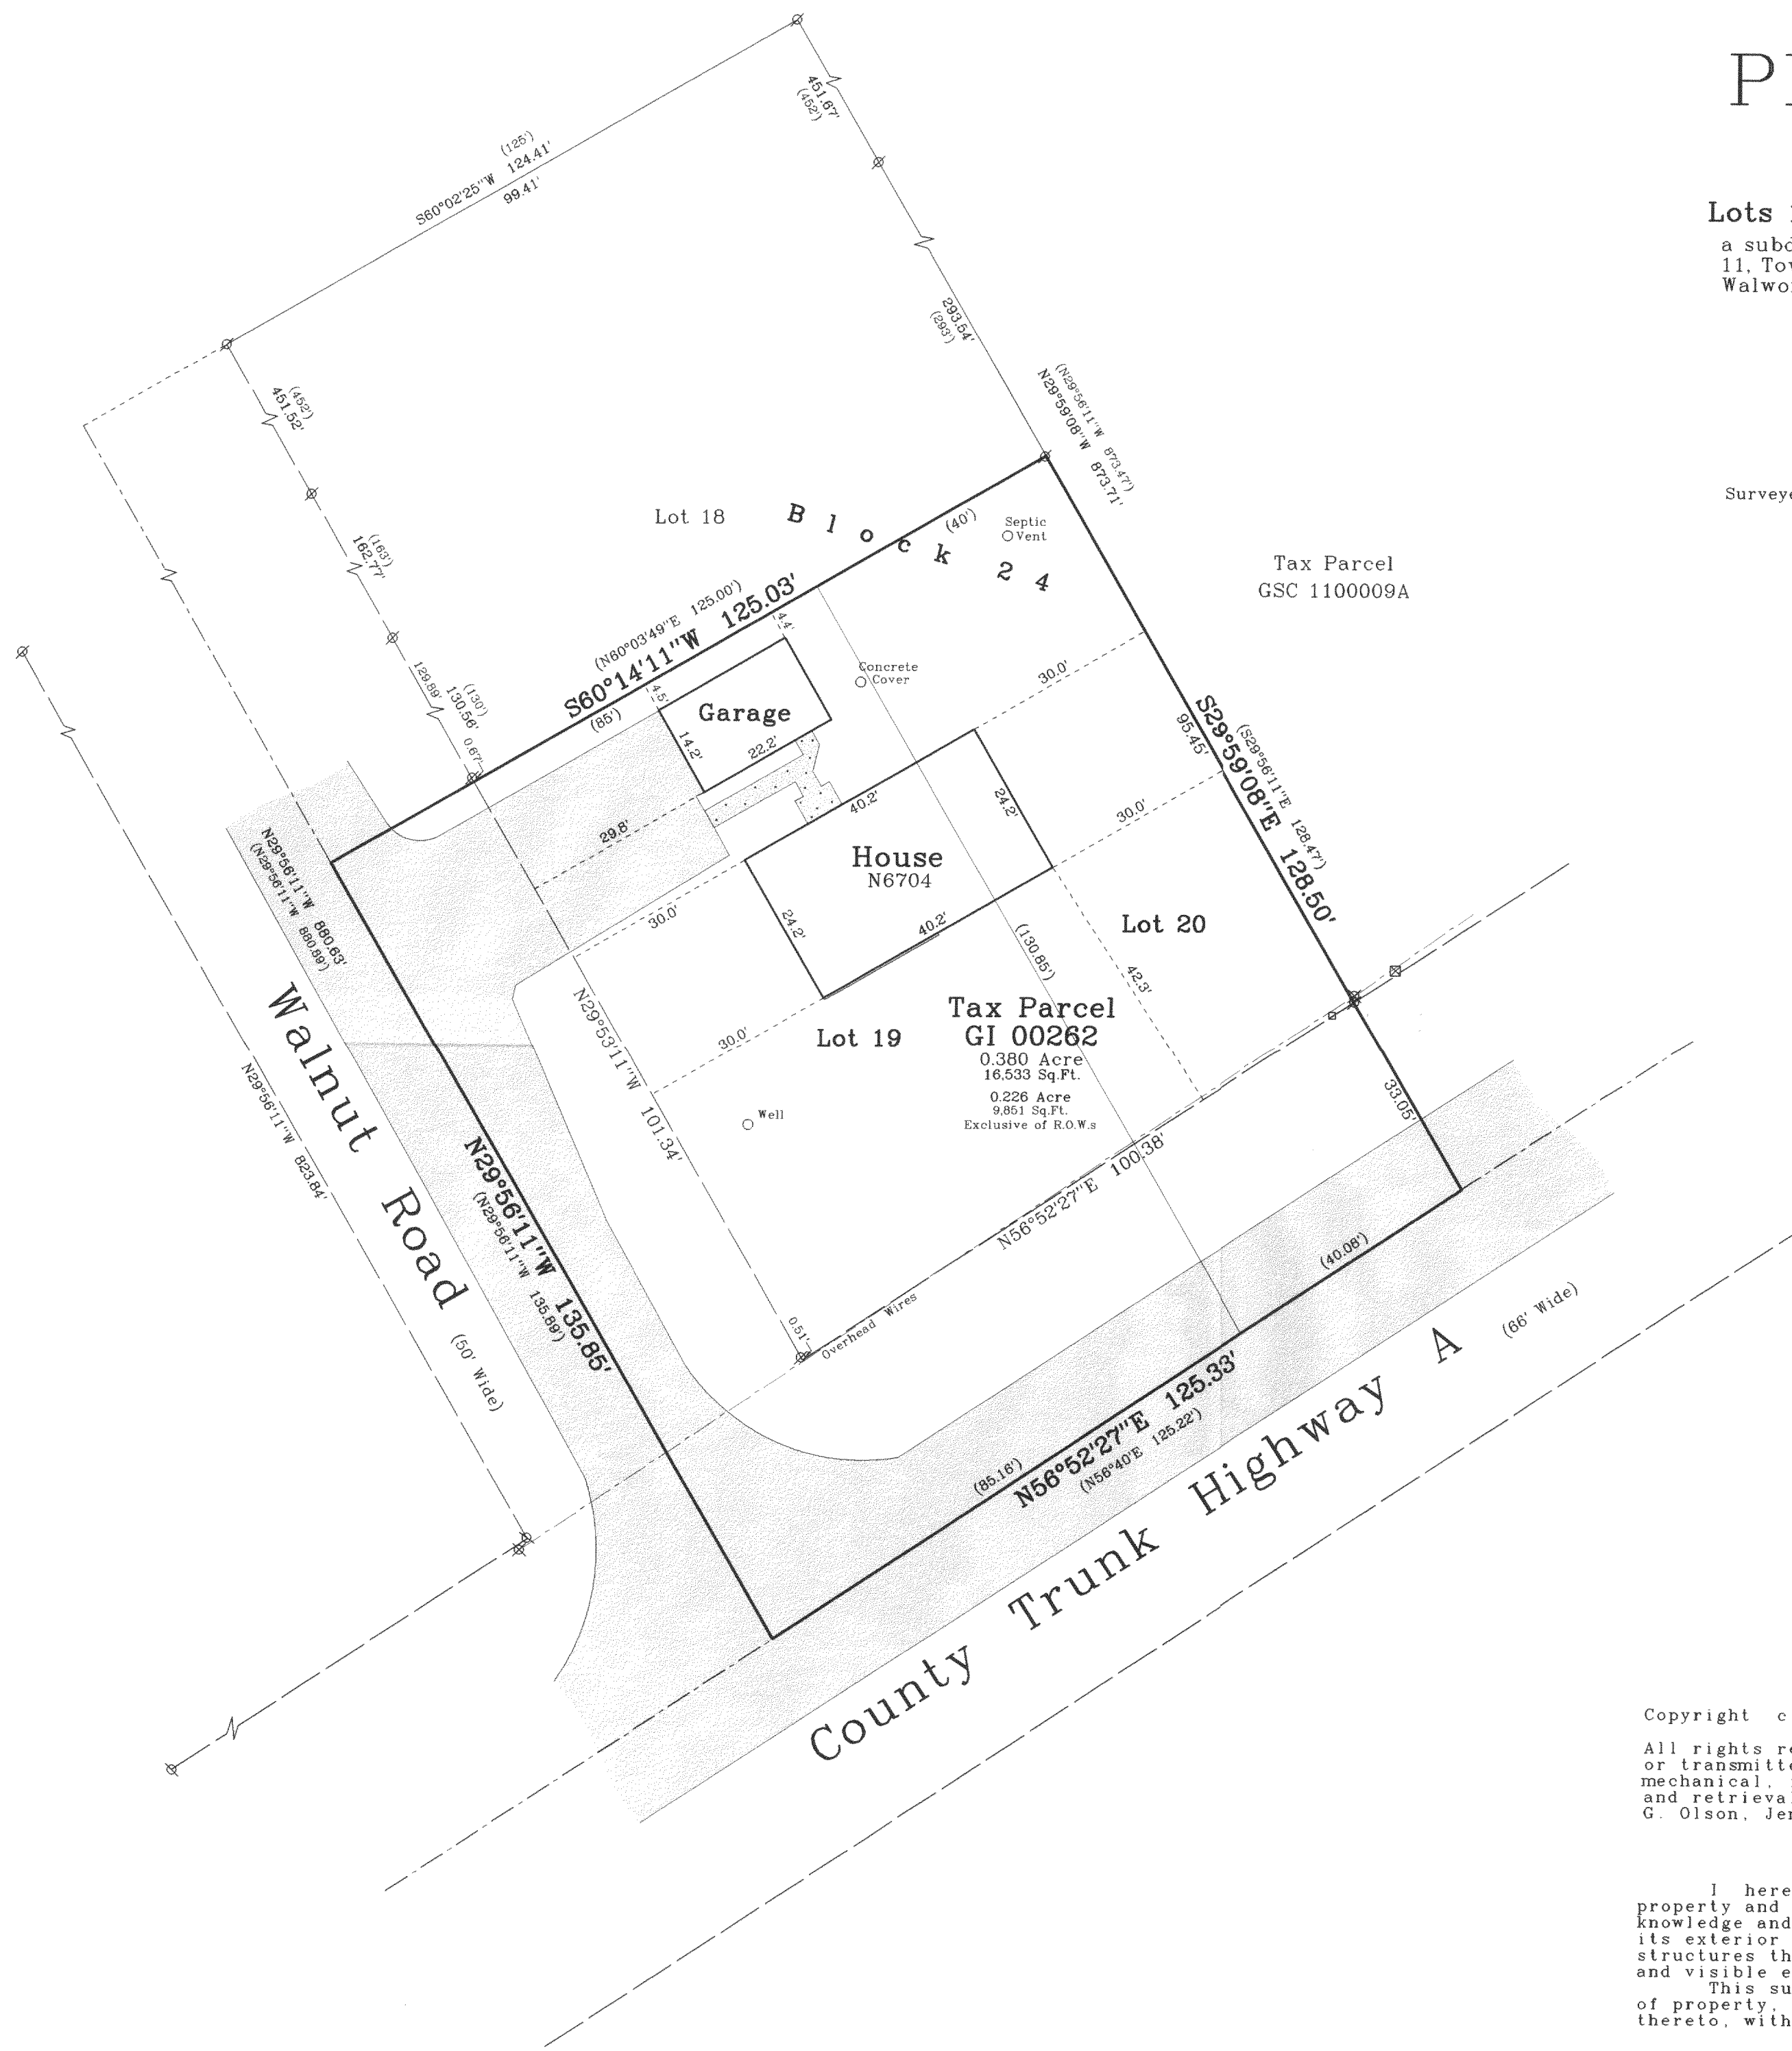 451.67'
(452')
(125')
S60°02'25"W 124.41'
99.41'
293.54'
(293')
(452')
451.52'
(N29°56'11"W 873.47')
N29°59'08"W 873.71'
Lot 18
Block 24
(40')
Septic
Vent
Tax Parcel
GSC 1100009A
(163')
162.77'
(N60°03'49"E 125.00')
S60°14'11"W 125.03'
(85')
4.4'
4.5'
Concrete
Cover
30.0'
129.89'
(130')
130.56'
0.67'
Garage
14.2'
22.2'
(S29°56'11"E 128.47')
S29°59'08"E 128.50'
95.45'
29.8'
40.2'
24.2'
30.0'
House
N6704
N29°56'11"W 880.63'
(N29°56'11"W 880.89')
30.0'
24.2'
40.2'
(130.85')
Lot 20
42.3'
Tax Parcel
GI 00262
0.380 Acre
16,533 Sq.Ft.
0.226 Acre
9,851 Sq.Ft.
Exclusive of R.O.W.s
Lot 19
30.0'
N29°53'11"W 101.34'
Well
33.05'
Walnut Road
(50' Wide)
N29°56'11"W 823.84'
N29°56'11"W 135.85'
(N29°56'11"W 135.89')
N56°52'27"E 100.38'
0.51'
Overhead Wires
(40.08')
(85.16')
N56°52'27"E 125.33'
(N56°40'E 125.22')
County Trunk Highway A
(66' Wide)
Lots
a subd
11, To
Walwo
Surveye
Copyright c
All rights re
or transmitte
mechanical,
and retrieval
G. Olson, Jen
I here
property and
knowledge and
its exterior
structures th
and visible e
This su
of property,
thereto, with